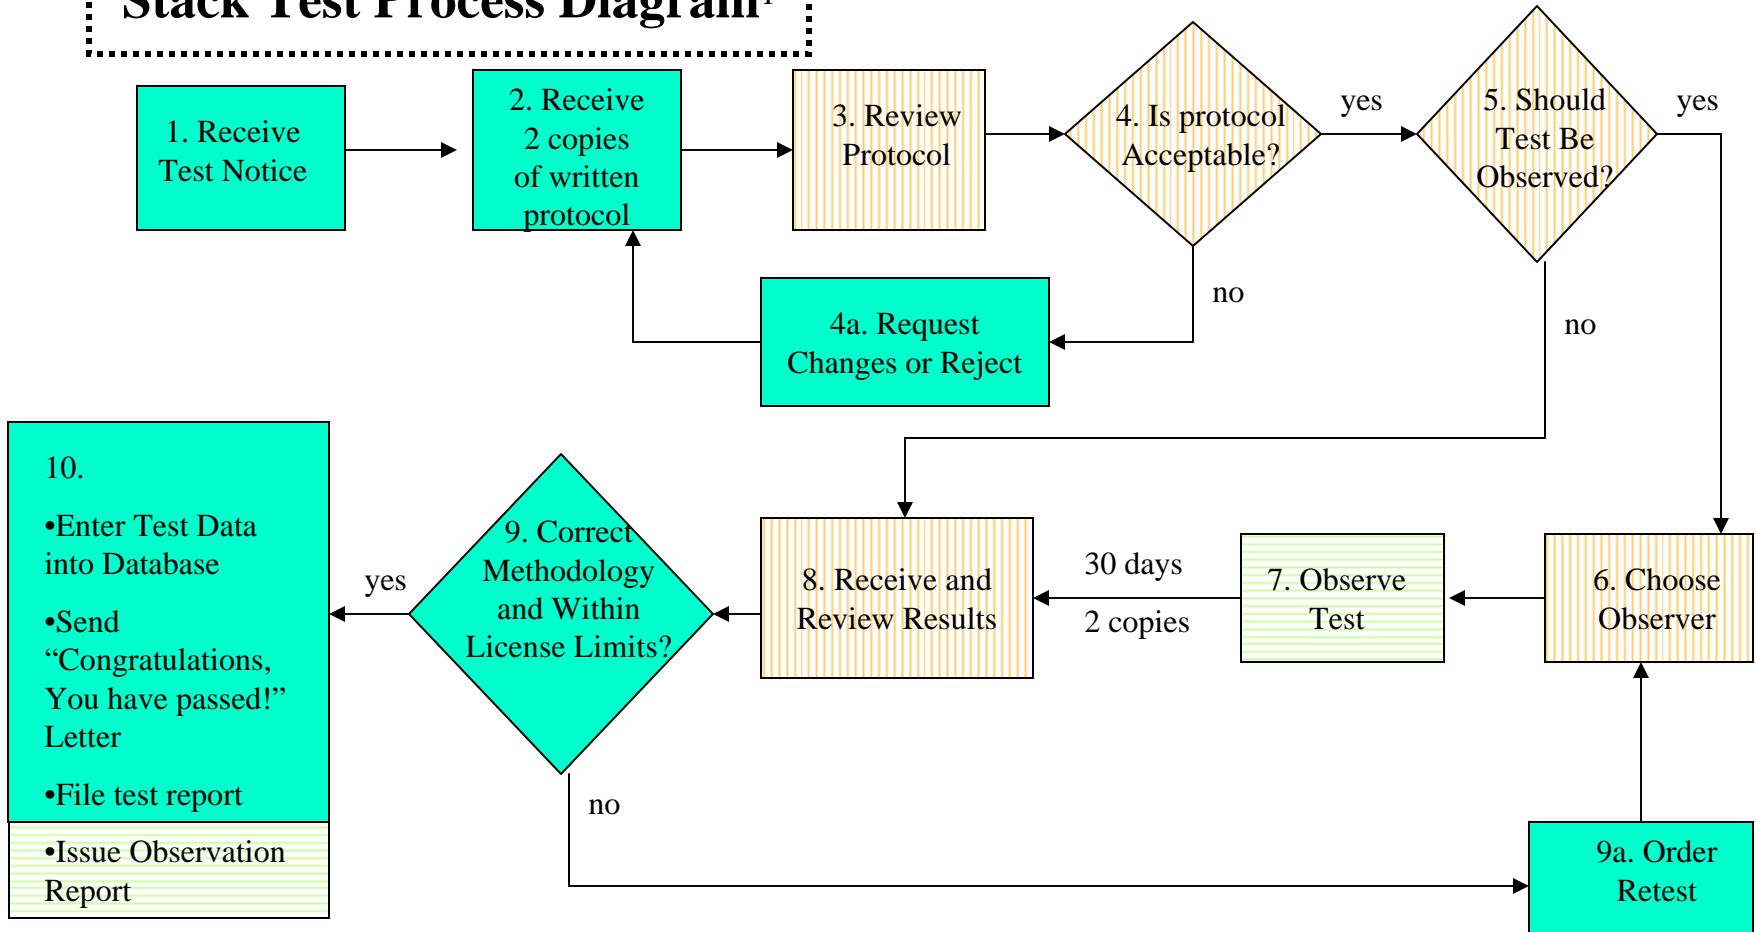 Stack Test Process Diagram1
1. Receive
Test Notice
2. Receive
2 copies
of written
protocol
3. Review
Protocol
4. Is protocol
Acceptable?
yes
5. Should
Test Be
Observed?
yes
no
4a. Request
Changes or Reject
no
10.
•Enter Test Data
into Database
•Send
“Congratulations,
You have passed!”
Letter
•File test report
•Issue Observation
Report
yes
9. Correct
Methodology
and Within
License Limits?
8. Receive and
Review Results
30 days
2 copies
7. Observe
Test
6. Choose
Observer
no
9a. Order
Retest